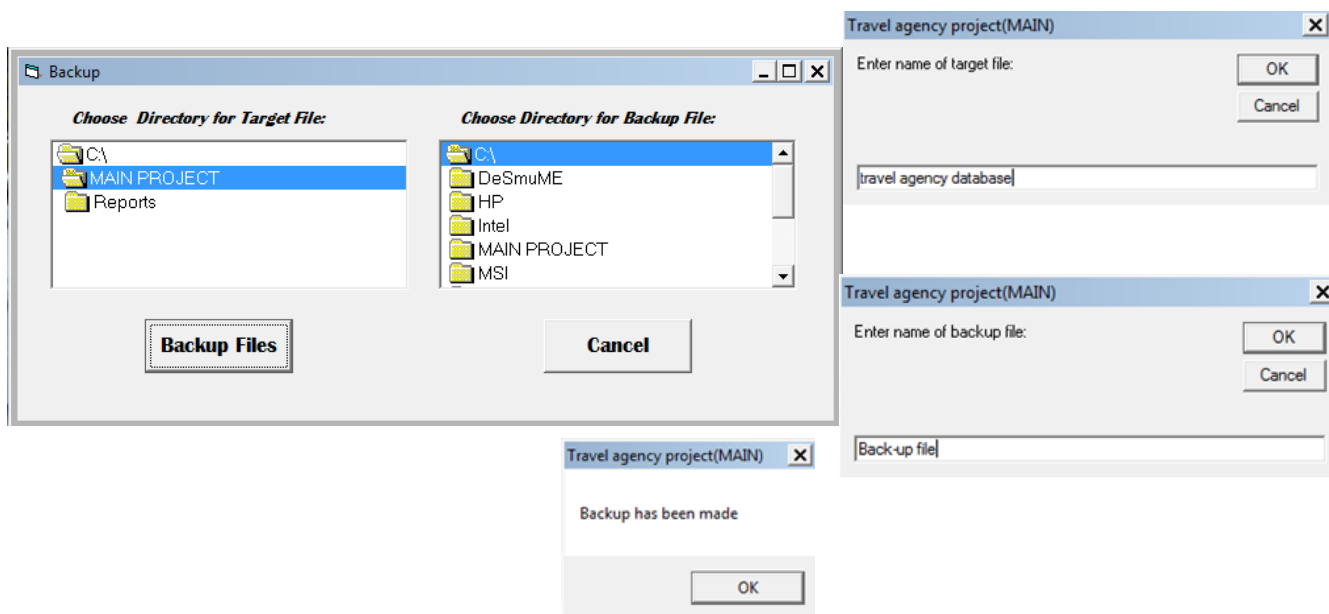 Backup
Choose Directory for Target File:
C:\
MAIN PROJECT
Reports
Choose Directory for Backup File:
C:\
DeSmuME
HP
Intel
MAIN PROJECT
MSI
Backup Files
Cancel
Travel agency project(MAIN)
Enter name of target file:
OK
Cancel
travel agency database
Travel agency project(MAIN)
Enter name of backup file:
OK
Cancel
Back-up file
Travel agency project(MAIN)
Backup has been made
OK